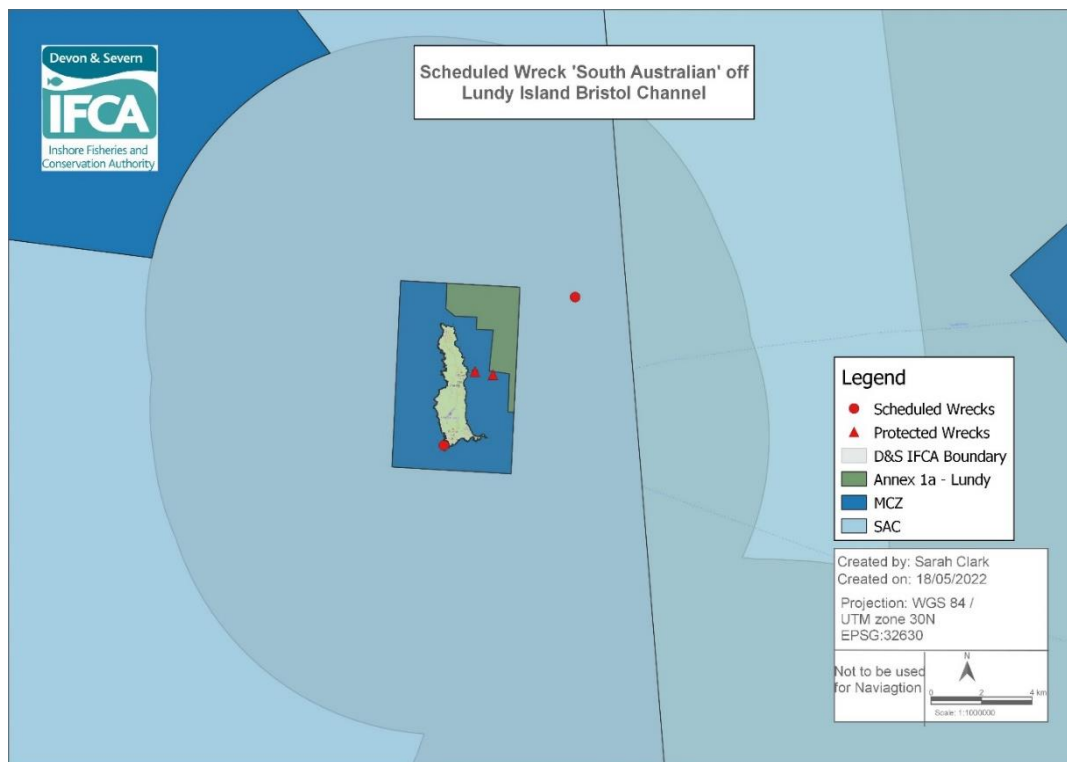 Devon & Severn
IFCA
Inshore Fisheries and
Conservation Authority
Scheduled Wreck 'South Australian' off
Lundy Island Bristol Channel
Legend
Scheduled Wrecks
Protected Wrecks
D&S IFCA Boundary
Annex 1a - Lundy
MCZ
SAC
Created by: Sarah Clark
Created on: 18/05/2022
Projection: WGS 84 /
UTM zone 30N
EPSG:32630
Not to be used
for Naviagtion
N
0 2 4 km
Scale: 1:1000000